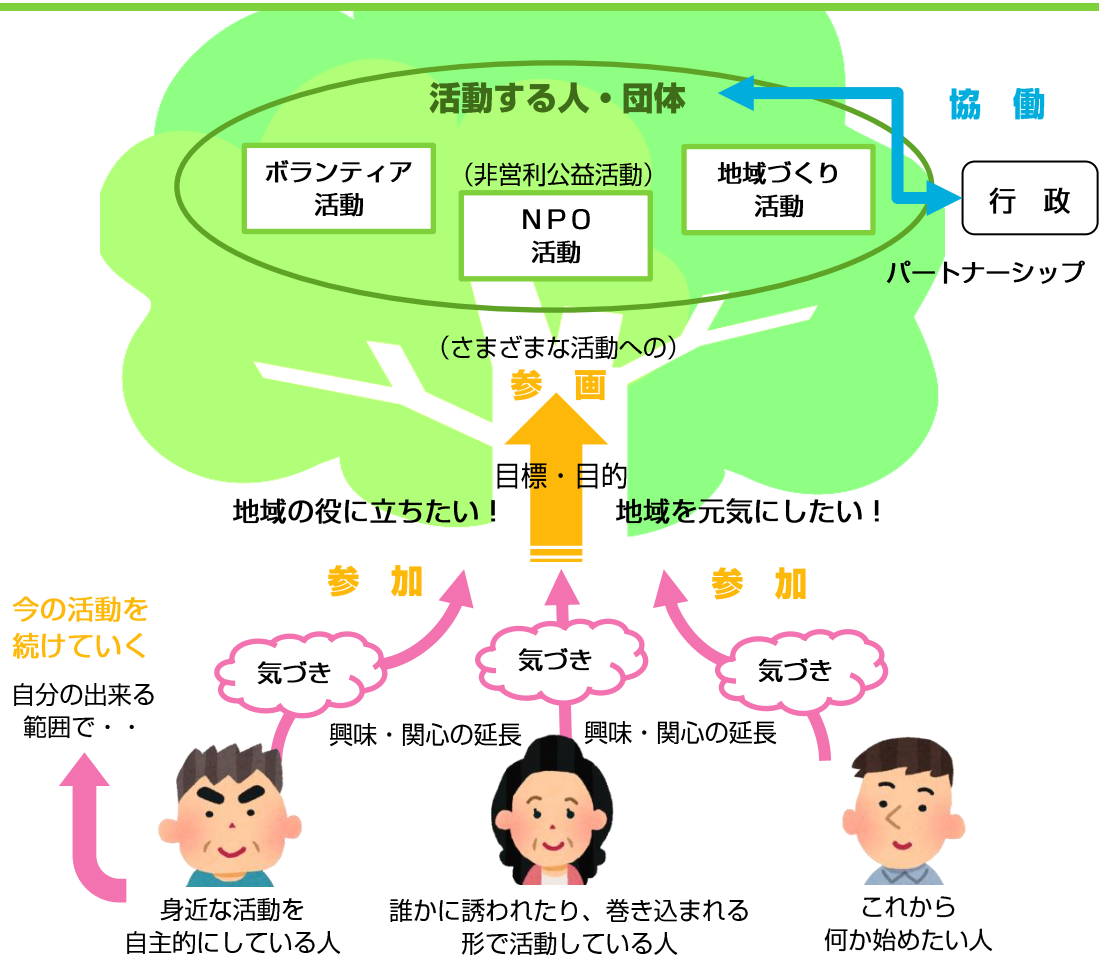 活動する人・団体
協　働
ボランティア
活動
(非営利公益活動)
ＮＰＯ
活動
地域づくり
活動
行　政
パートナーシップ
(さまざまな活動への)
参　画
目標・目的
地域の役に立ちたい！
地域を元気にしたい！
参　加
参　加
今の活動を
続けていく
自分の出来る
範囲で・・
気づき
気づき
気づき
興味・関心の延長
興味・関心の延長
身近な活動を
自主的にしている人
誰かに誘われたり、巻き込まれる
形で活動している人
これから
何か始めたい人